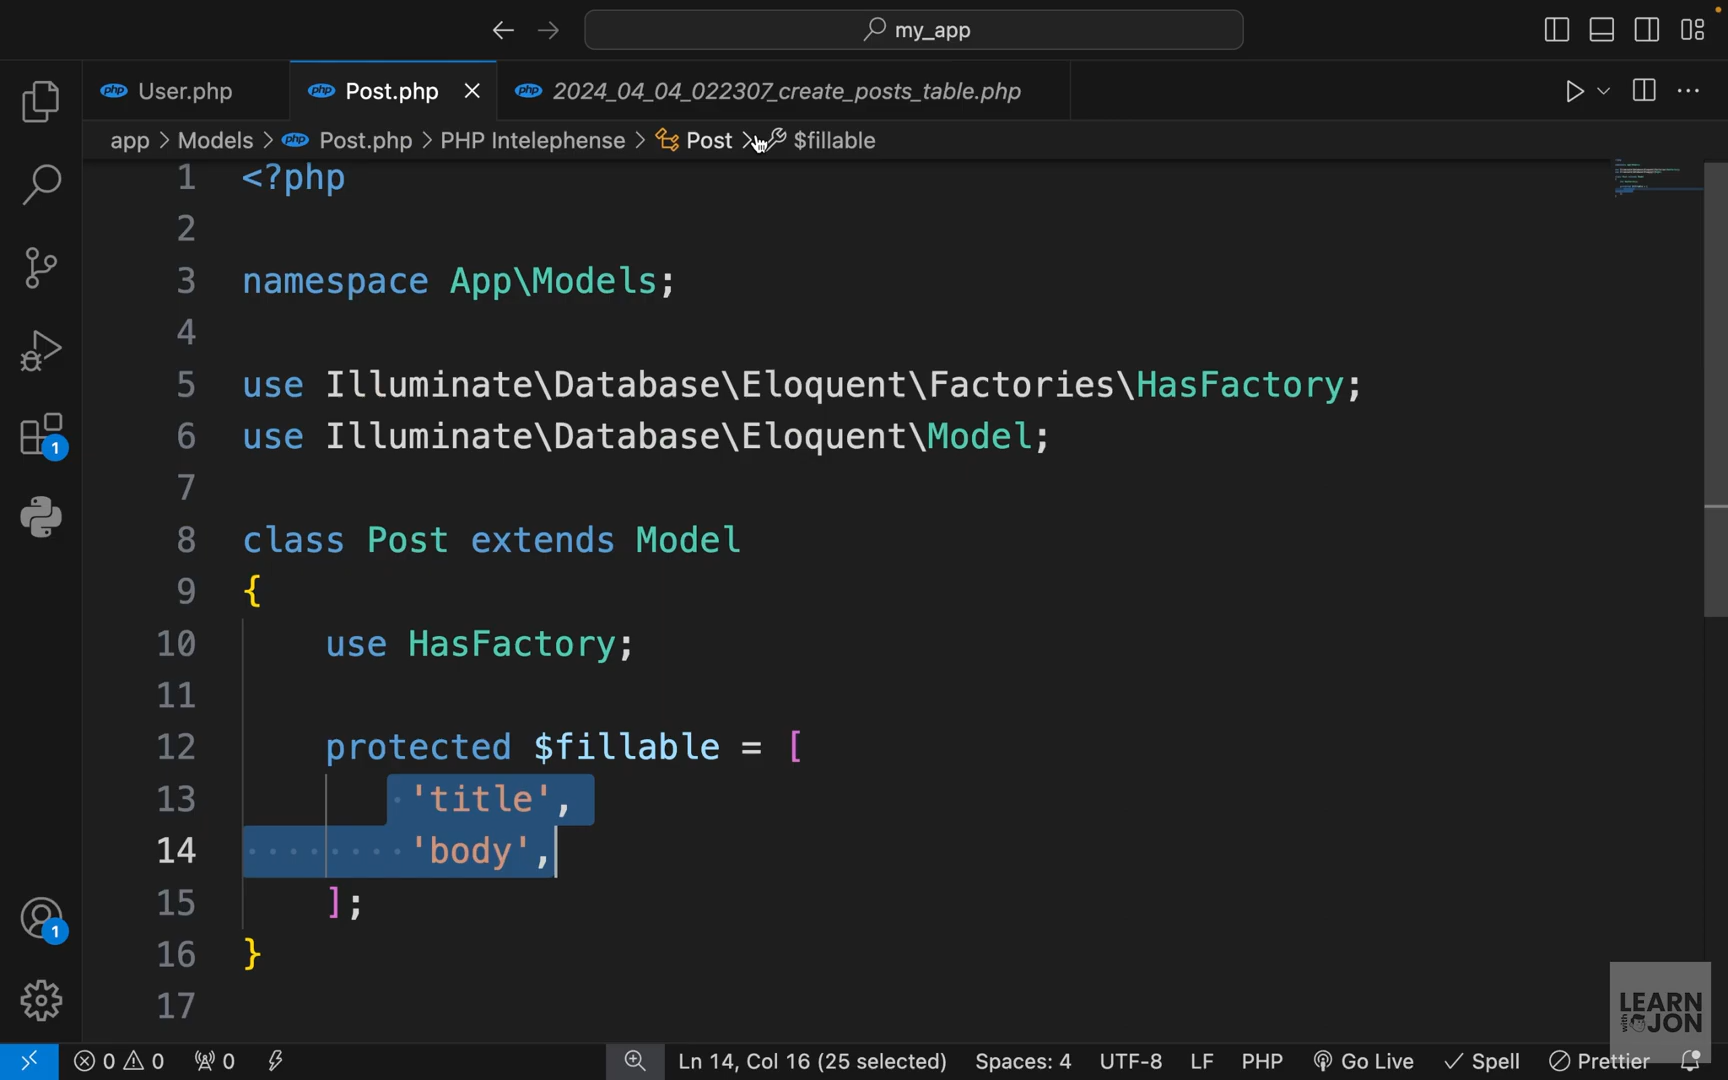 my_app
User.php
Post.php
2024_04_04_022307_create_posts_table.php
app > Models > Post.php > PHP Intelephense > Post > $fillable
1 <?php
2
3 namespace App\Models;
4
5 use Illuminate\Database\Eloquent\Factories\HasFactory;
6 use Illuminate\Database\Eloquent\Model;
7
8 class Post extends Model
9 {
10 use HasFactory;
11
12 protected $fillable = [
13 'title',
14 'body',
15 ];
16 }
17
1
1
LEARN
with JON
0 0 0 Ln 14, Col 16 (25 selected) Spaces: 4 UTF-8 LF PHP Go Live Spell Prettier